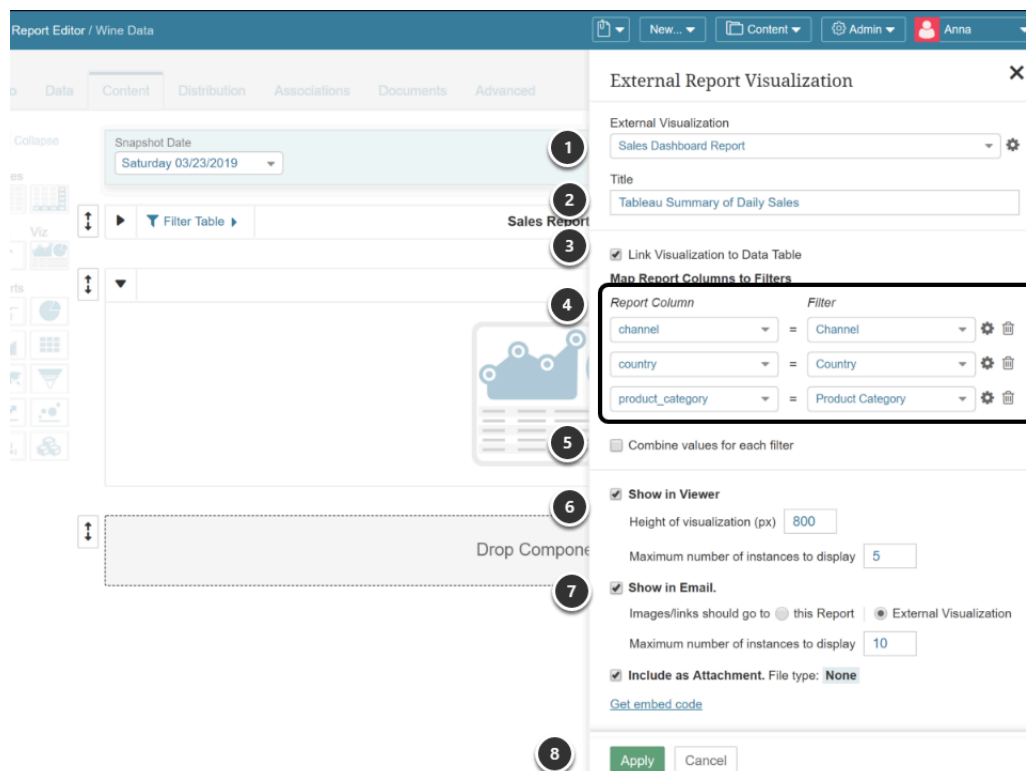 Report Editor / Wine Data
New...
Content
Admin
Anna
Data
Content
Distribution
Associations
Documents
Advanced
Collapse
Viz
Snapshot Date
Saturday 03/23/2019
Filter Table
Sales Report
Drop Compone
External Report Visualization
1
External Visualization
Sales Dashboard Report
2
Title
Tableau Summary of Daily Sales
3
Link Visualization to Data Table
Map Report Columns to Filters
4
Report Column Filter
channel = Channel
country = Country
product_category = Product Category
5
Combine values for each filter
6
Show in Viewer
Height of visualization (px) 800
Maximum number of instances to display 5
7
Show in Email.
Images/links should go to this Report External Visualization
Maximum number of instances to display 10
Include as Attachment. File type: None
Get embed code
8
Apply Cancel